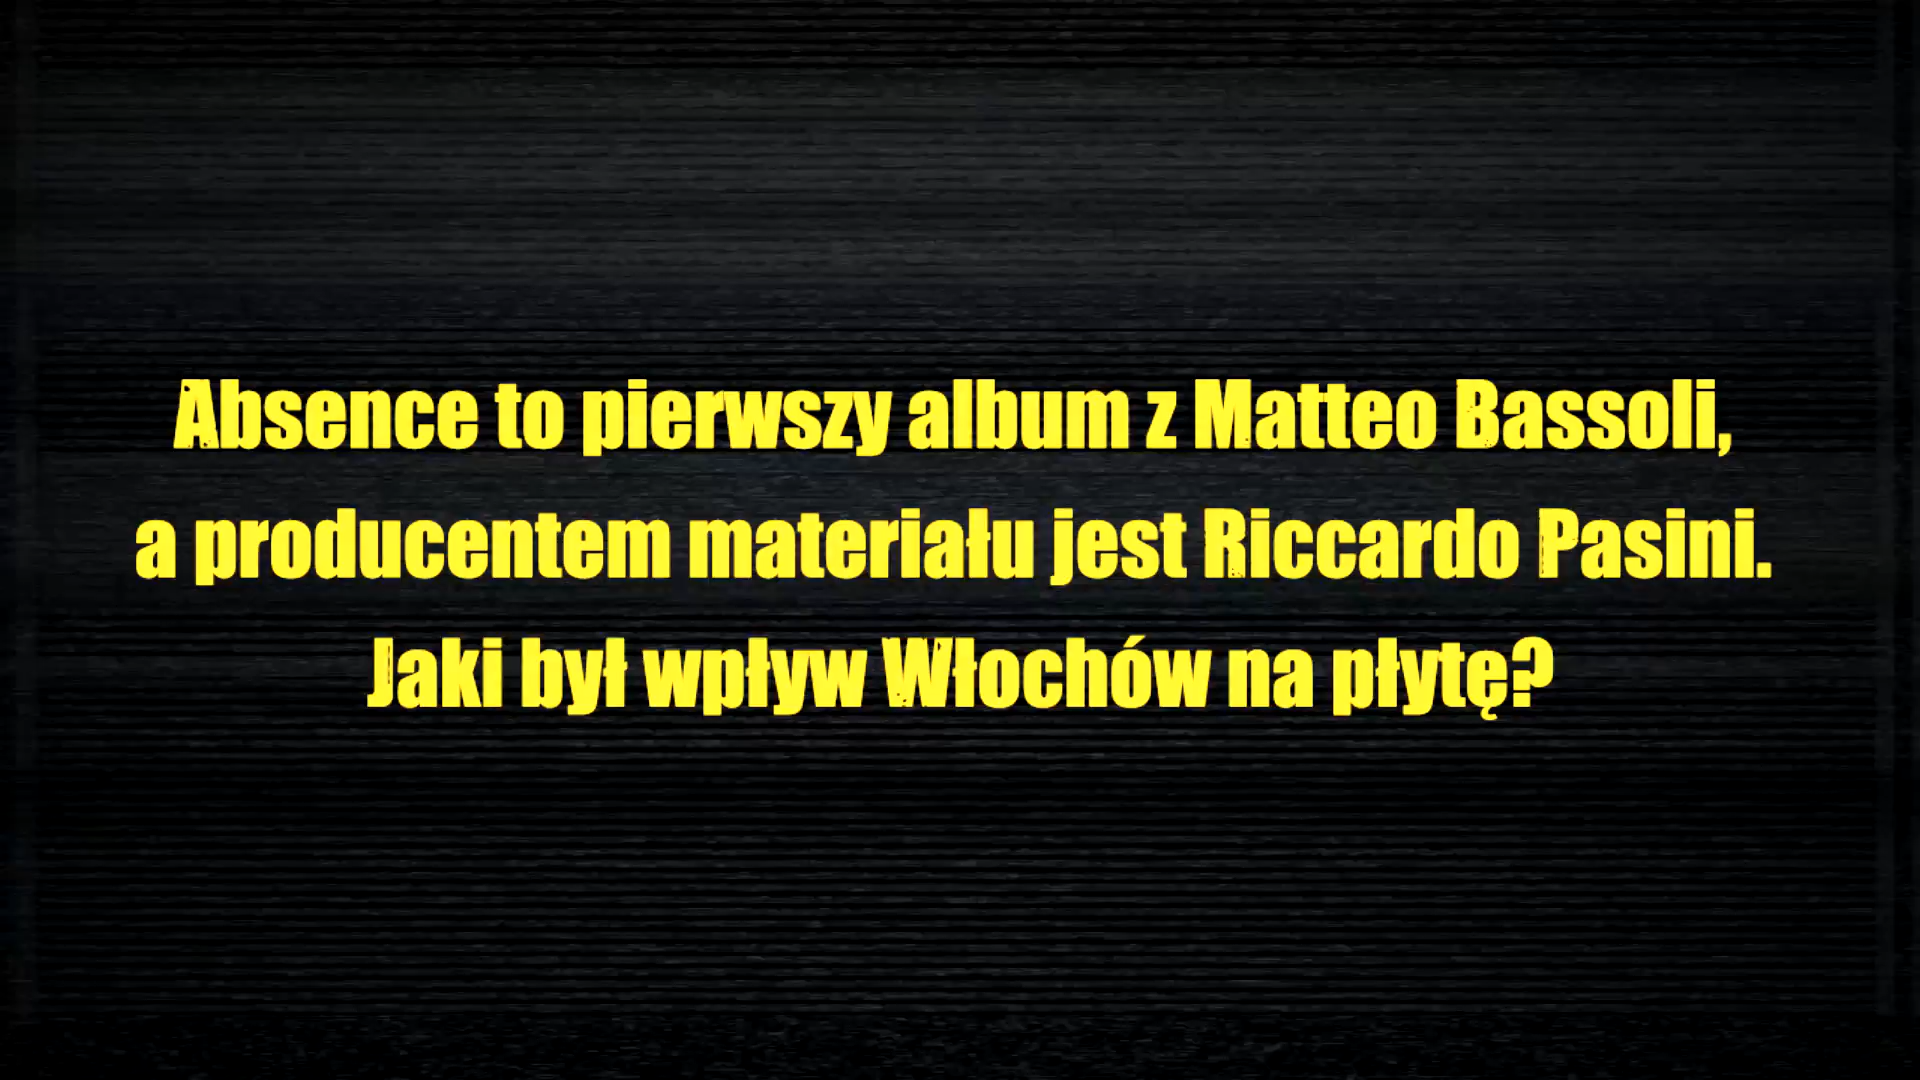 Absence to pierwszy album z Matteo Bassoli,
a producentem materiału jest Riccardo Pasini.
Jaki był wpływ Włochów na płytę?